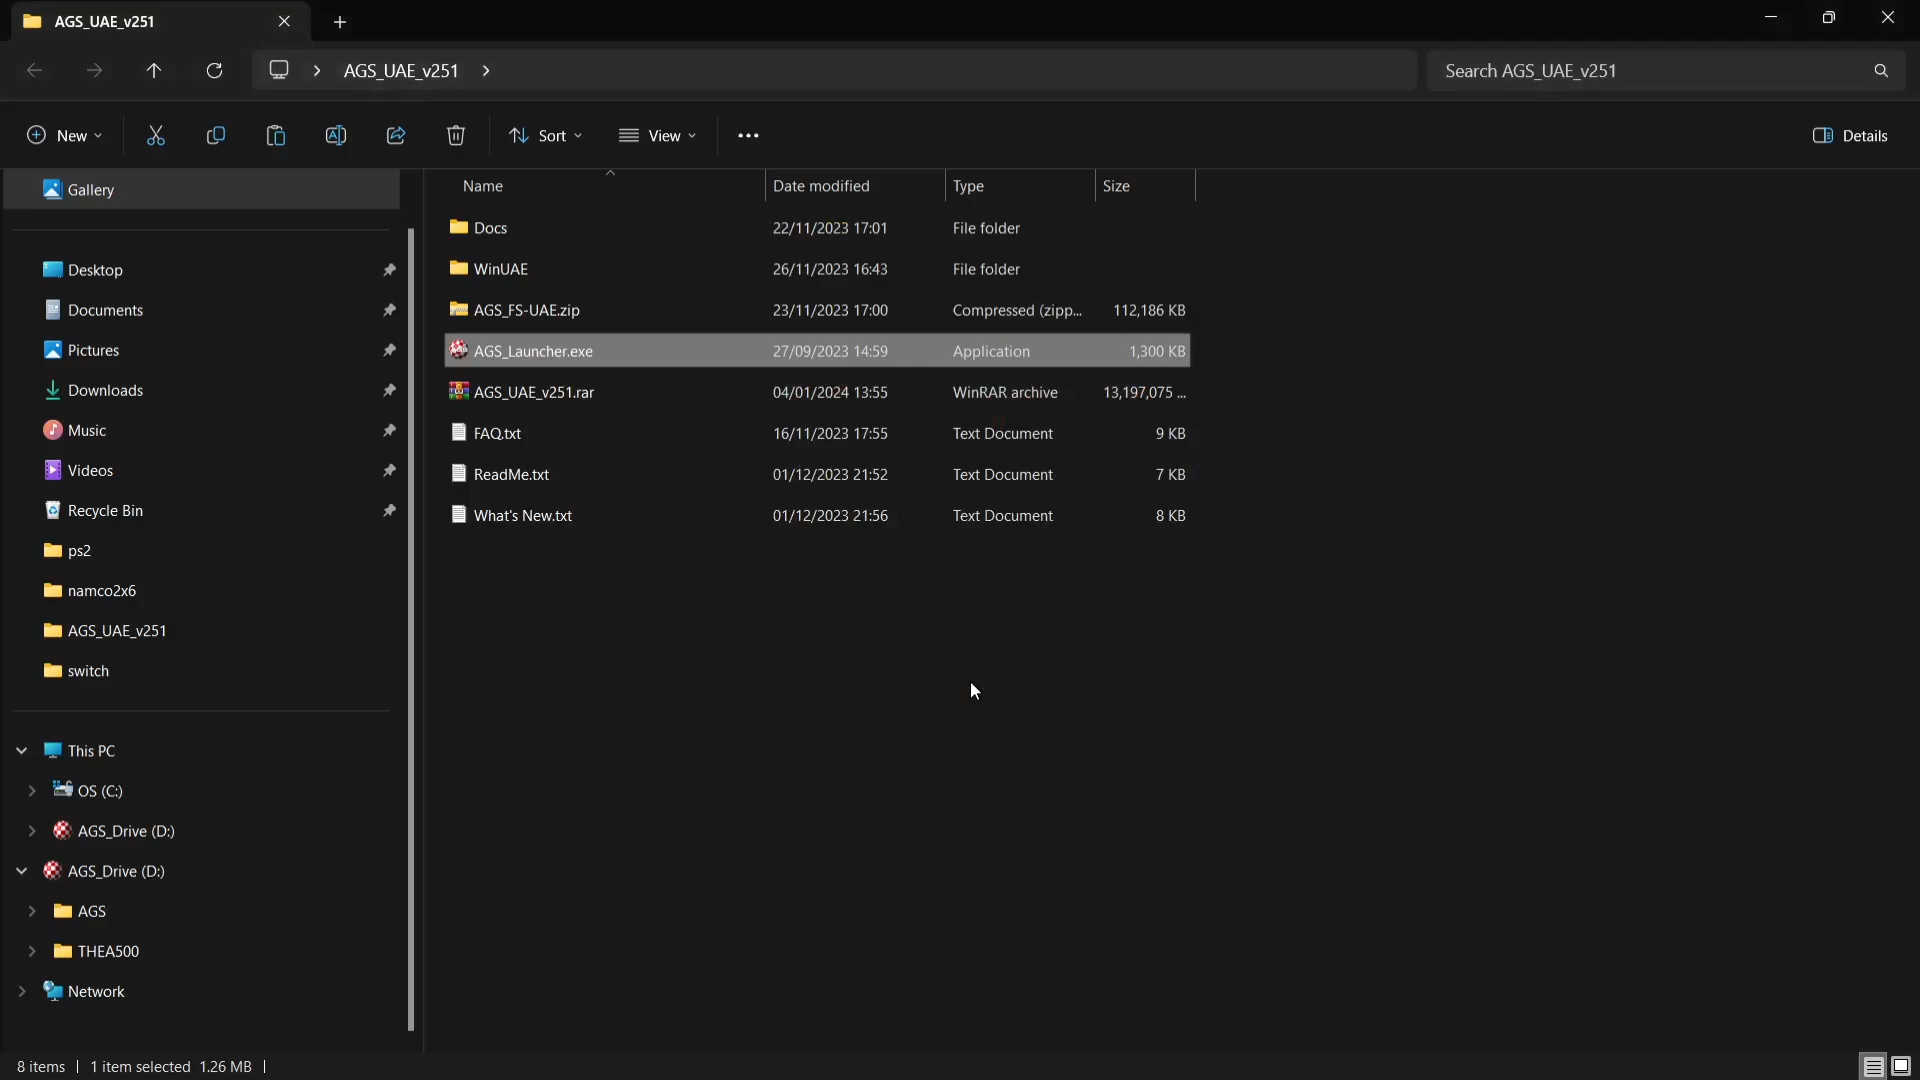 AGS_UAE_v251
AGS_UAE_v251
Search AGS_UAE_v251
New
Sort
View
Details
Gallery
Desktop
Documents
Pictures
Downloads
Music
Videos
Recycle Bin
ps2
namco2x6
AGS_UAE_v251
switch
This PC
OS (C:)
AGS_Drive (D:)
AGS_Drive (D:)
AGS
THEA500
Network
Name Date modified Type Size
Docs 22/11/2023 17:01 File folder
WinUAE 26/11/2023 16:43 File folder
AGS_FS-UAE.zip 23/11/2023 17:00 Compressed (zipp... 112,186 KB
AGS_Launcher.exe 27/09/2023 14:59 Application 1,300 KB
AGS_UAE_v251.rar 04/01/2024 13:55 WinRAR archive 13,197,075 ...
FAQ.txt 16/11/2023 17:55 Text Document 9 KB
ReadMe.txt 01/12/2023 21:52 Text Document 7 KB
What's New.txt 01/12/2023 21:56 Text Document 8 KB
8 items 1 item selected 1.26 MB